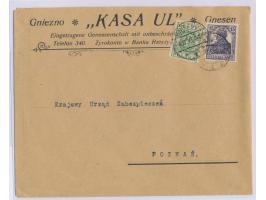 Gniezno * „KASA UL" * Gnesen
Eingetragene Genossenschaft mit unbeschr
Telefon 340. Żyrokonto w Banku
Krajowy Urząd Zabezpieczeń
POZNAŃ.